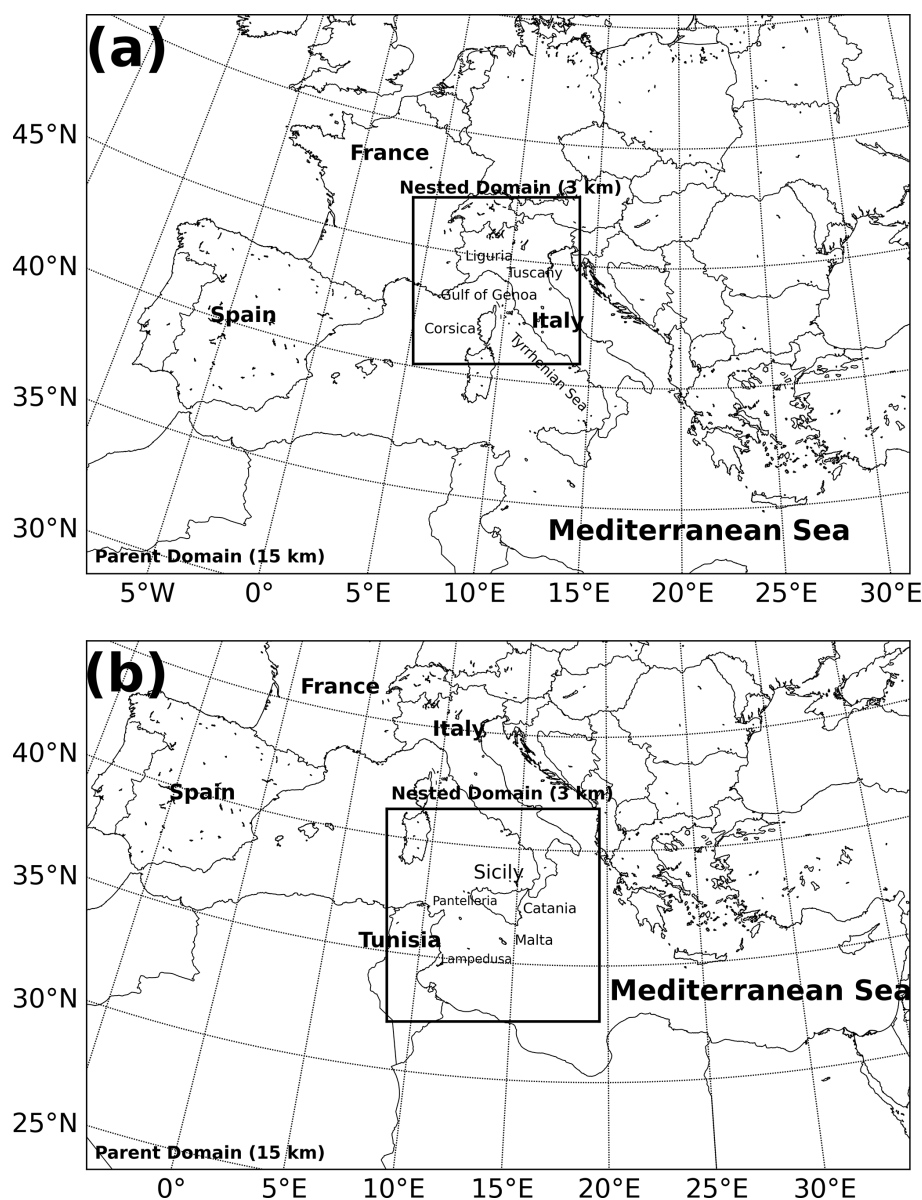 (a)
45°N
France
Nested Domain (3 km)
40°N
Liguria
Tuscany
Gulf of Genoa
Spain
Italy
Corsica
Tyrrhenian Sea
35°N
30°N
Mediterranean Sea
Parent Domain (15 km)
5°W 0° 5°E 10°E 15°E 20°E 25°E 30°E
(b)
France
Italy
40°N
Spain
Nested Domain (3 km)
35°N
Sicily
Pantelleria
Catania
Tunisia
Malta
Lampedusa
30°N
Mediterranean Sea
25°N
Parent Domain (15 km)
0° 5°E 10°E 15°E 20°E 25°E 30°E